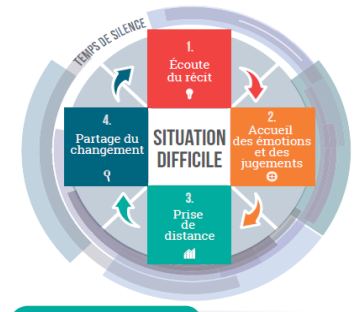 TEMPS DE SILENCE
1.
Écoute
du récit
2.
Accueil
des émotions
et des
jugements
3.
Prise
de
distance
4.
Partage du
changement
SITUATION
DIFFICILE